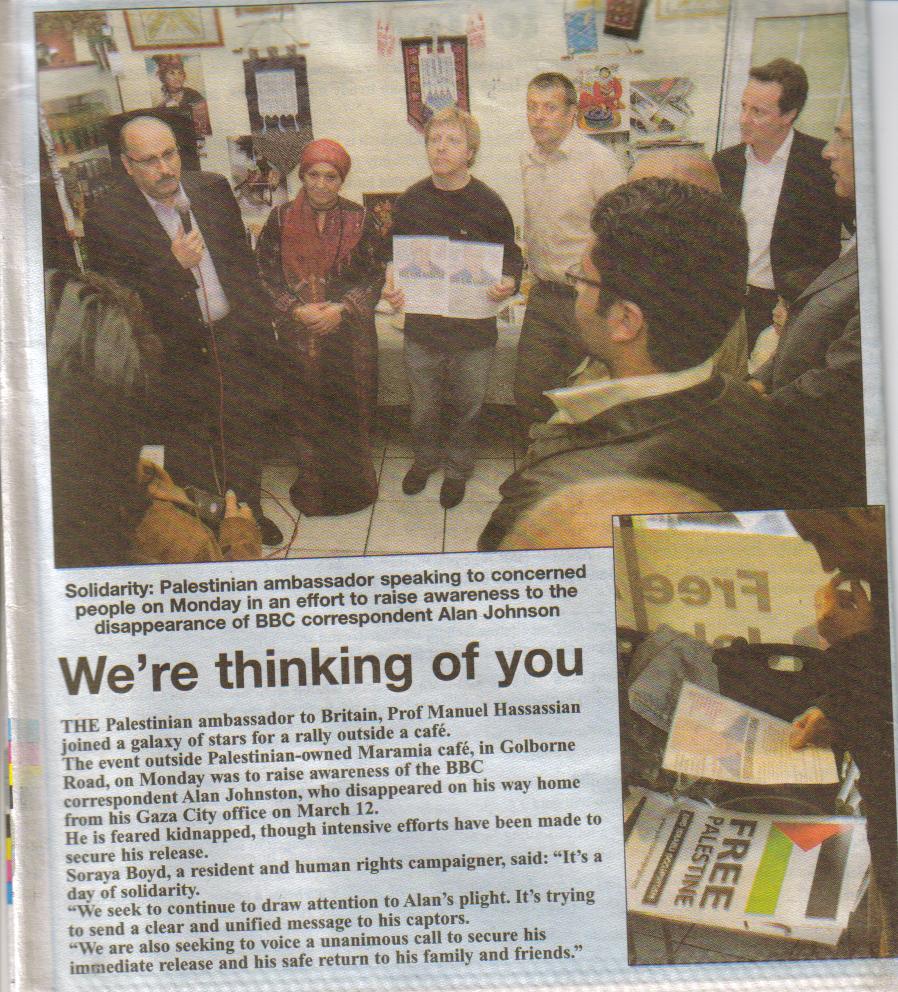 Solidarity: Palestinian ambassador speaking to concerned
people on Monday in an effort to raise awareness to the
disappearance of BBC correspondent Alan Johnson
We're thinking of you
THE Palestinian ambassador to Britain, Prof Manuel Hassassian
joined a galaxy of stars for a rally outside a café.
The event outside Palestinian-owned Maramia café, in Golborne
Road, on Monday was to raise awareness of the BBC
correspondent Alan Johnston, who disappeared on his way home
from his Gaza City office on March 12.
He is feared kidnapped, though intensive efforts have been made to
secure his release.
Soraya Boyd, a resident and human rights campaigner, said: “It's a
day of solidarity.
“We seek to continue to draw attention to Alan's plight. It's trying
to send a clear and unified message to his captors.
“We are also seeking to voice a unanimous call to secure his
immediate release and his safe return to his family and friends.”
Free
FREE
PALESTINE
END ISRAELI OCCUPATION